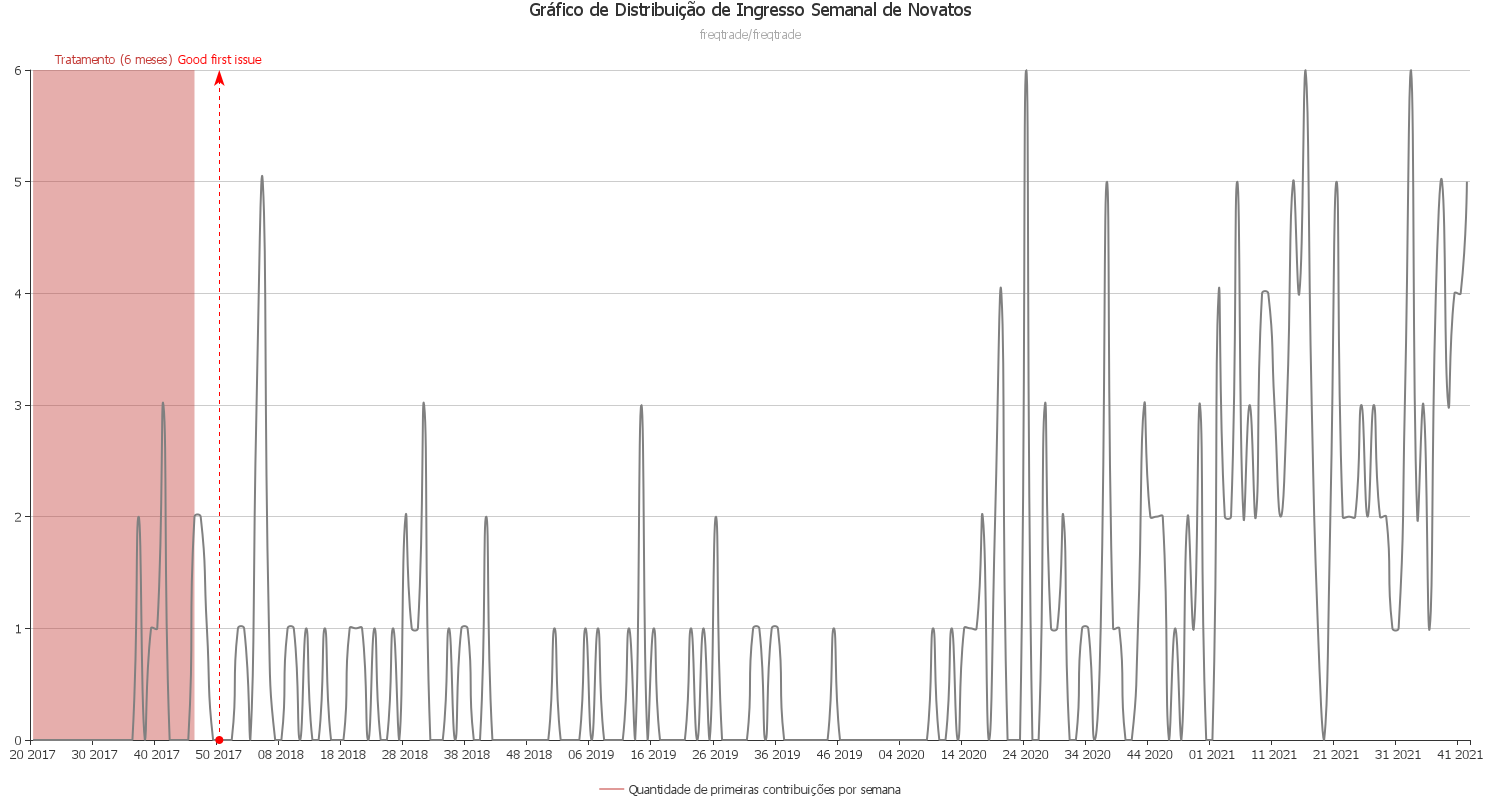 Gráfico de Distribuição de Ingresso Semanal de Novatos
freqtrade/freqtrade
Tratamento (6 meses) Good first issue
6
5
4
3
2
1
0
20 2017 30 2017 40 2017 50 2017 08 2018 18 2018 28 2018 38 2018 48 2018 06 2019 16 2019 26 2019 36 2019 46 2019 04 2020 14 2020 24 2020 34 2020 44 2020 01 2021 11 2021 21 2021 31 2021 41 2021
Quantidade de primeiras contribuições por semana